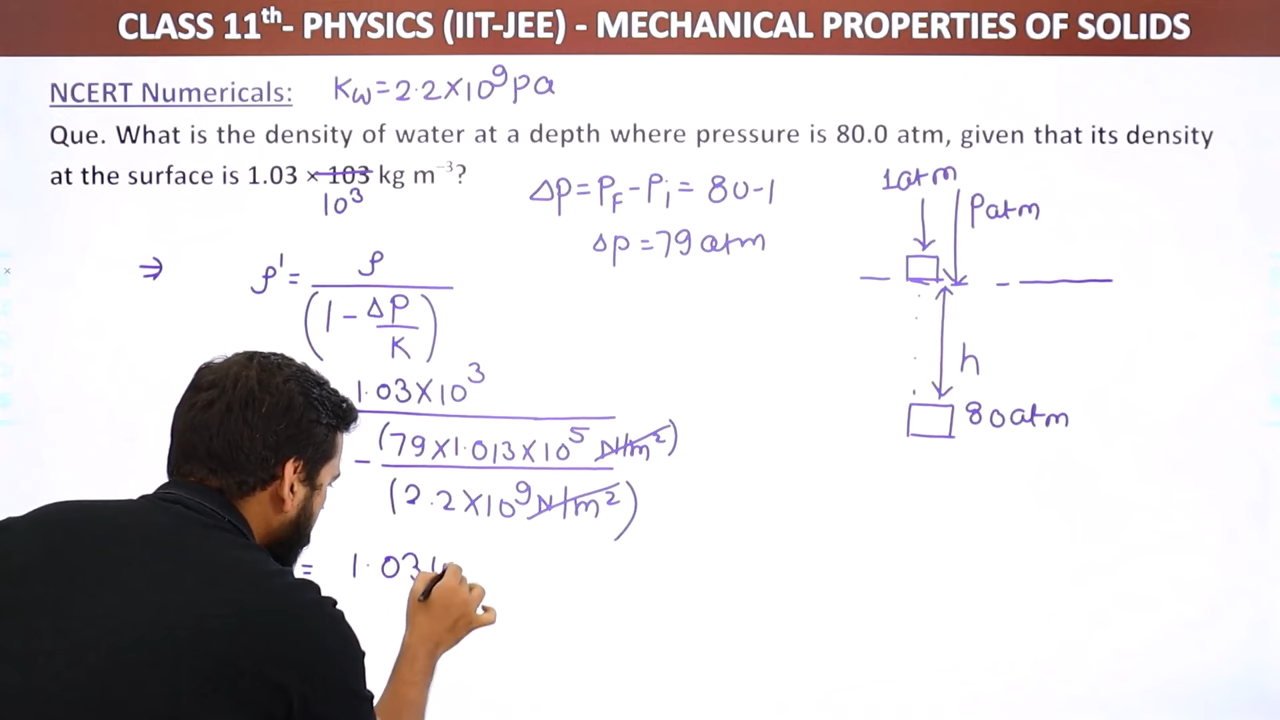 CLASS 11th- PHYSICS (IIT-JEE) - MECHANICAL PROPERTIES OF SOLIDS
NCERT Numericals: Kw=2.2×10⁹pa
Que. What is the density of water at a depth where pressure is 80.0 atm, given that its density
at the surface is 1.03 × 103 kg m⁻³?
10³
ΔP=PF-Pi= 80-1
Δp=79 atm
1atm
Patm
h
80atm
⇒ ρ'= ρ
(1- ΔP
K)
1.03×10³
- (79×1.013×10⁵ N/m²)
(2.2×10⁹ N/m²)
= 1.03